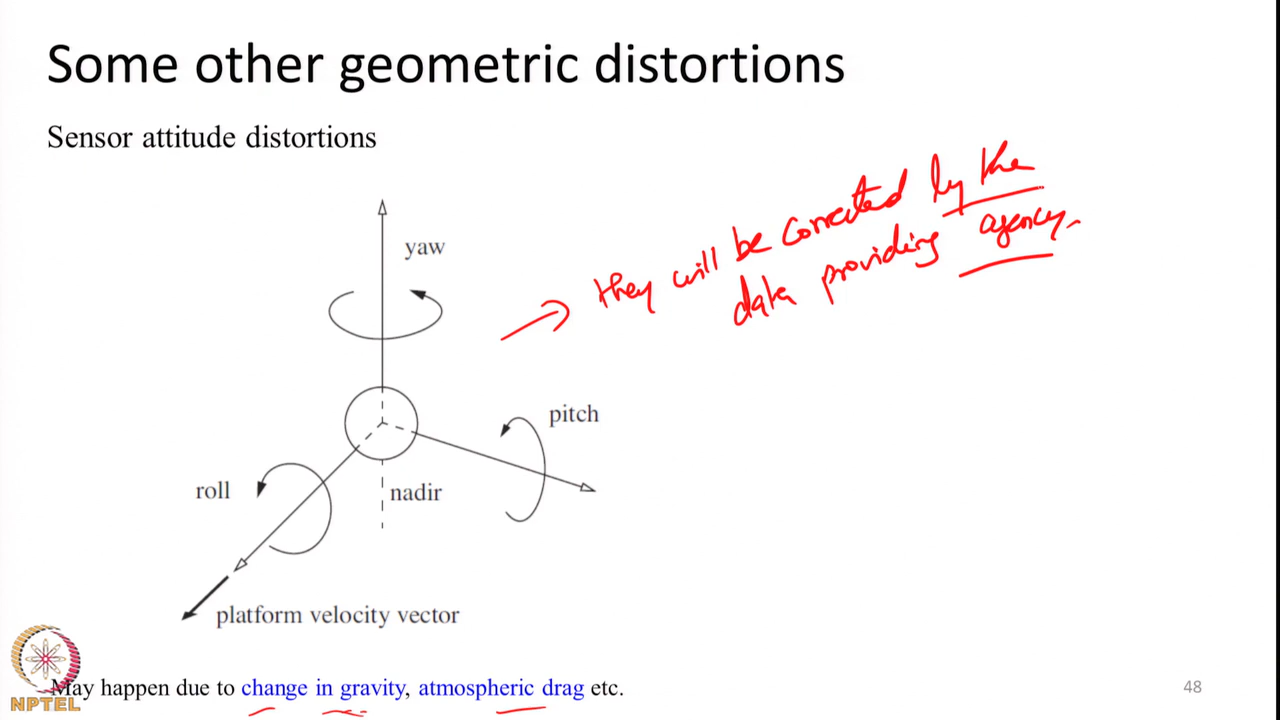 Some other geometric distortions
Sensor attitude distortions
they will be corrected by the
data providing agency.
yaw
pitch
roll
nadir
platform velocity vector
May happen due to change in gravity, atmospheric drag etc.
NPTEL
48